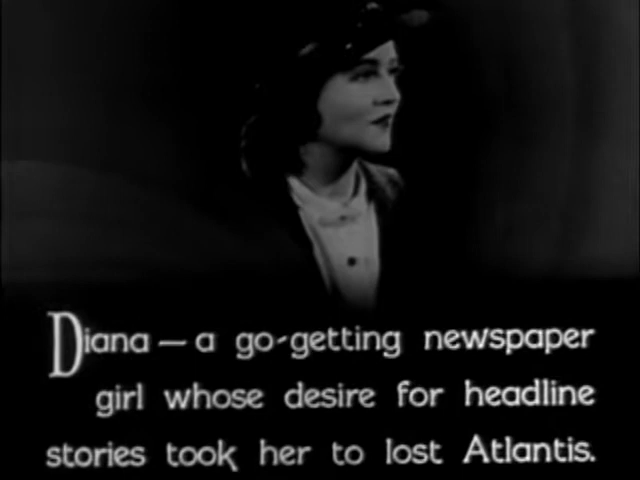 Diana — a go-getting newspaper
girl whose desire for headline
stories took her to lost Atlantis.